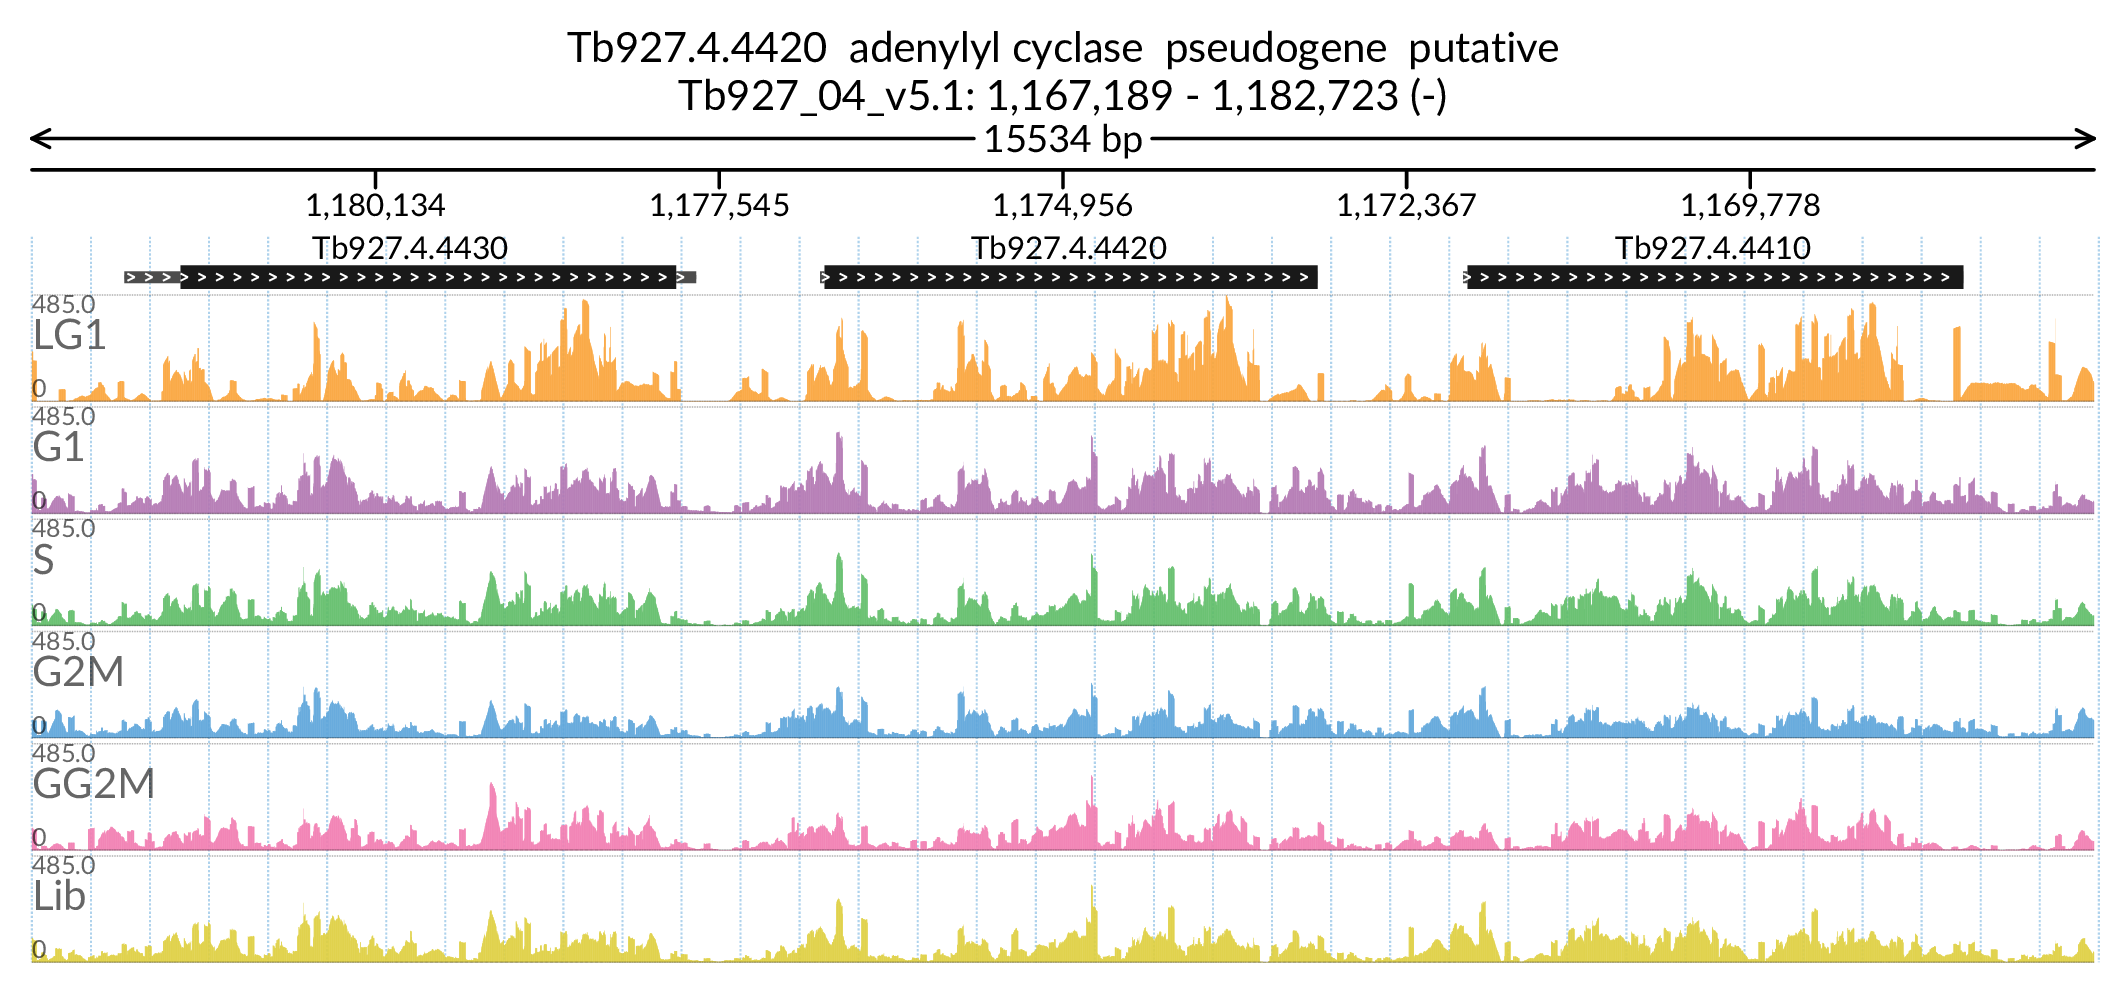 Tb927.4.4420 adenylyl cyclase pseudogene putative
Tb927_04_v5.1: 1,167,189 - 1,182,723 (-)
15534 bp
1,180,134 1,177,545 1,174,956 1,172,367 1,169,778
Tb927.4.4430 Tb927.4.4420 Tb927.4.4410
485.0
LG1
0
485.0
G1
0
485.0
S
0
485.0
G2M
0
485.0
GG2M
0
485.0
Lib
0